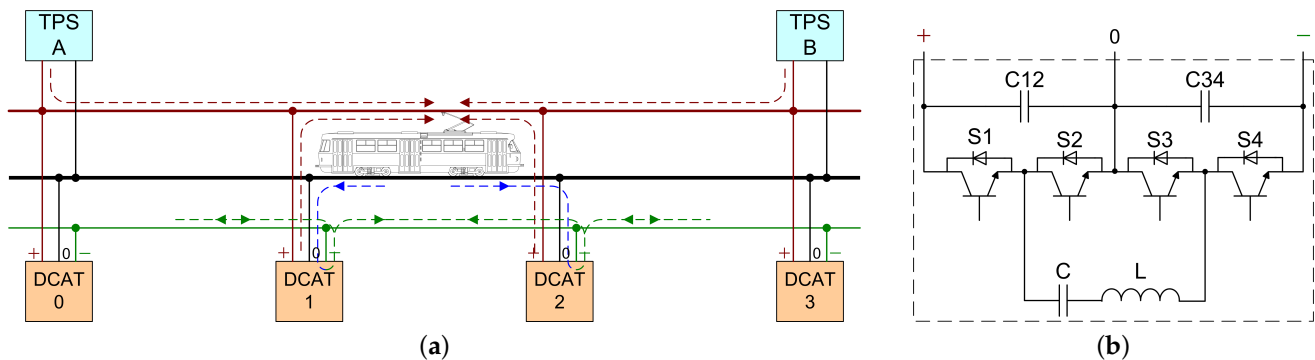 TPS
A
TPS
B
+ 0 −
DCAT
0
+ 0 −
DCAT
1
+ 0 −
DCAT
2
+ 0 −
DCAT
3
(a)
+ 0 −
C12 C34
S1 S2 S3 S4
C L
(b)